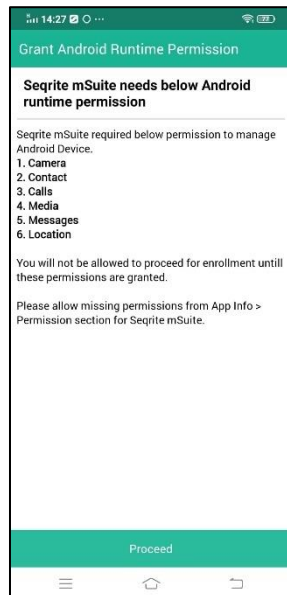 14:27
77
Grant Android Runtime Permission
Seqrite mSuite needs below Android
runtime permission
Seqrite mSuite required below permission to manage
Android Device.
1. Camera
2. Contact
3. Calls
4. Media
5. Messages
6. Location
You will not be allowed to proceed for enrollment untill
these permissions are granted.
Please allow missing permissions from App Info >
Permission section for Seqrite mSuite.
Proceed